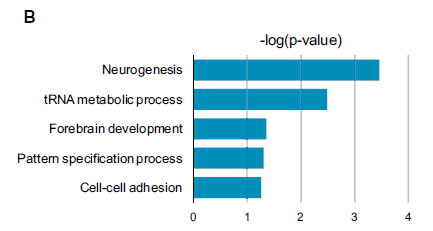 B
-log(p-value)
Neurogenesis
tRNA metabolic process
Forebrain development
Pattern specification process
Cell-cell adhesion
0 1 2 3 4